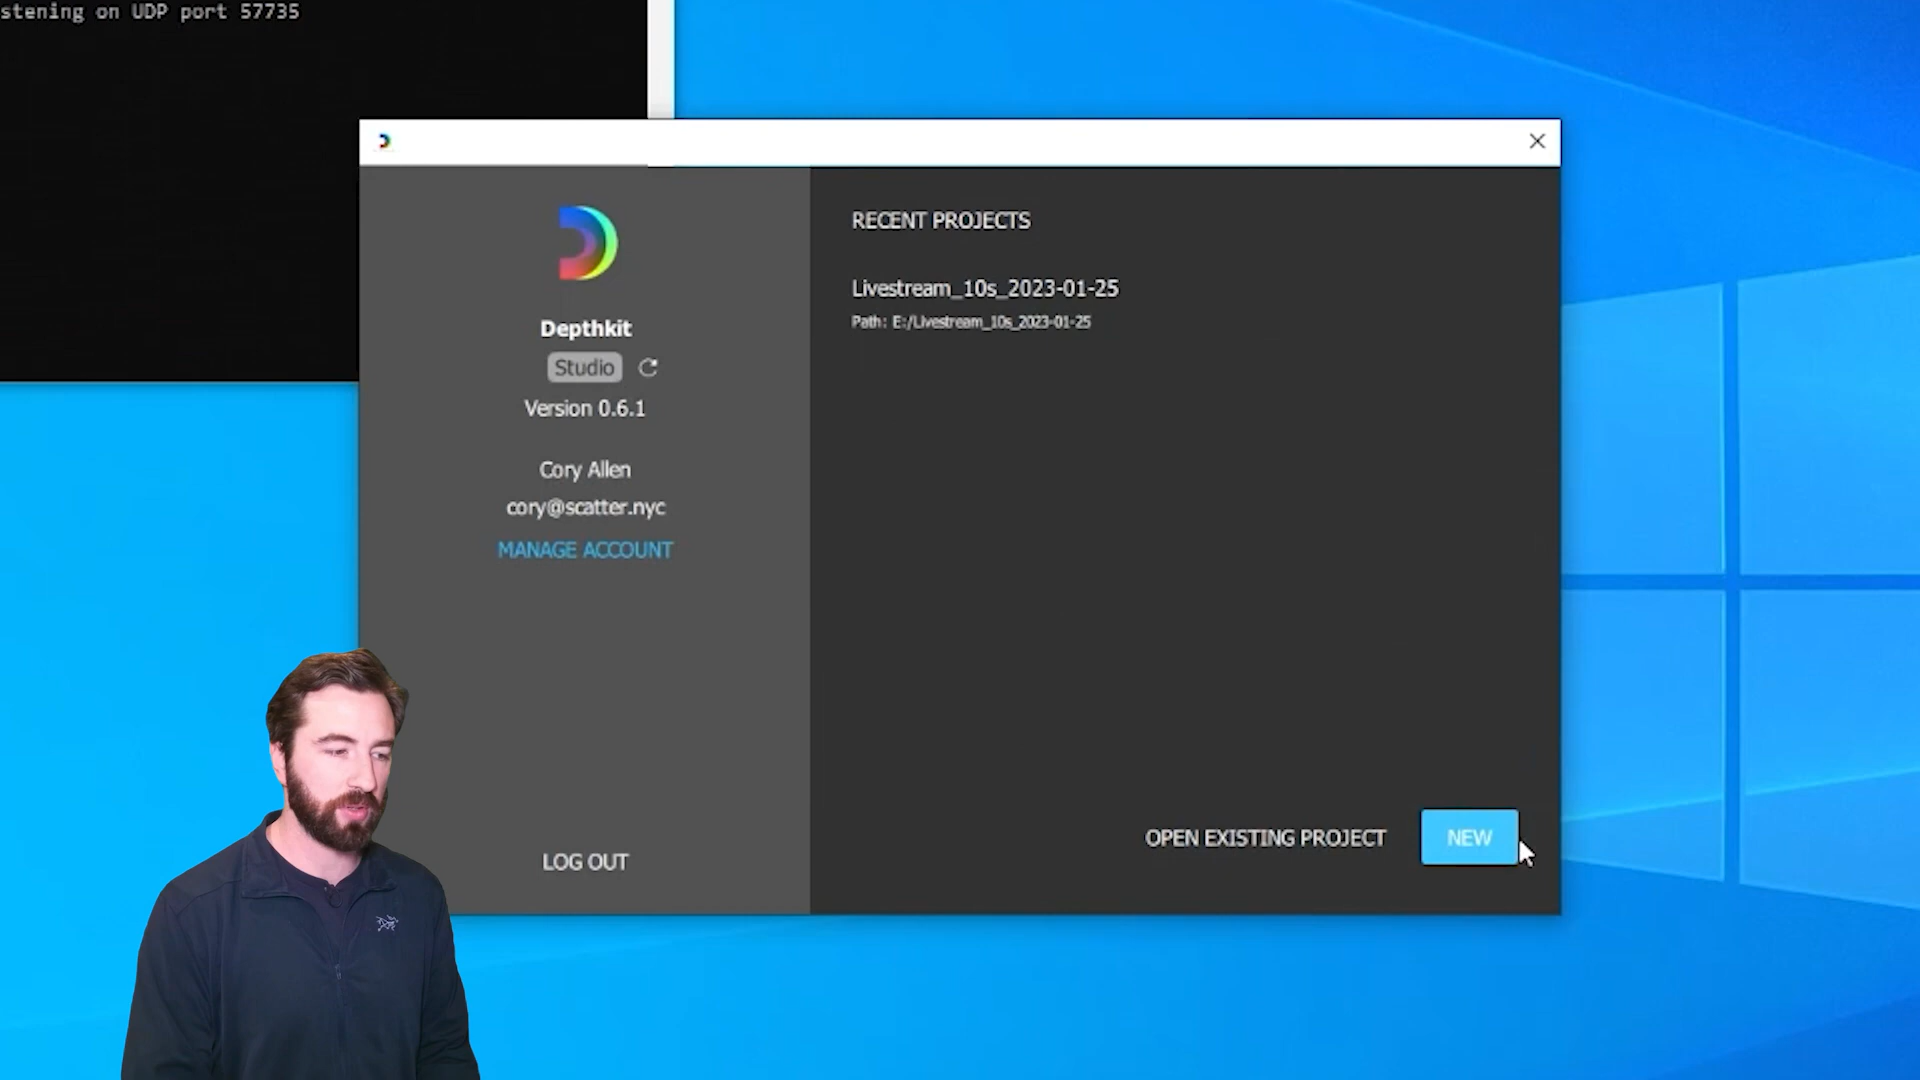 stening on UDP port 57735
RECENT PROJECTS
Livestream_10s_2023-01-25
Path: E:/Livestream_10s_2023-01-25
Depthkit
Studio
Version 0.6.1
Cory Allen
cory@scatter.nyc
MANAGE ACCOUNT
LOG OUT
OPEN EXISTING PROJECT
NEW